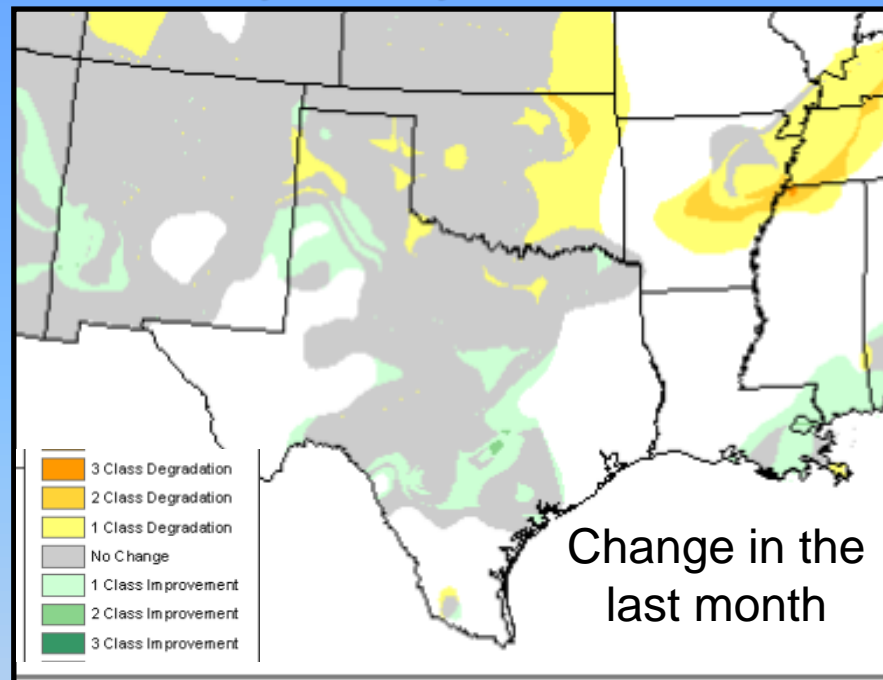 3 Class Degradation
2 Class Degradation
1 Class Degradation
No Change
1 Class Improvement
2 Class Improvement
3 Class Improvement
Change in the
last month